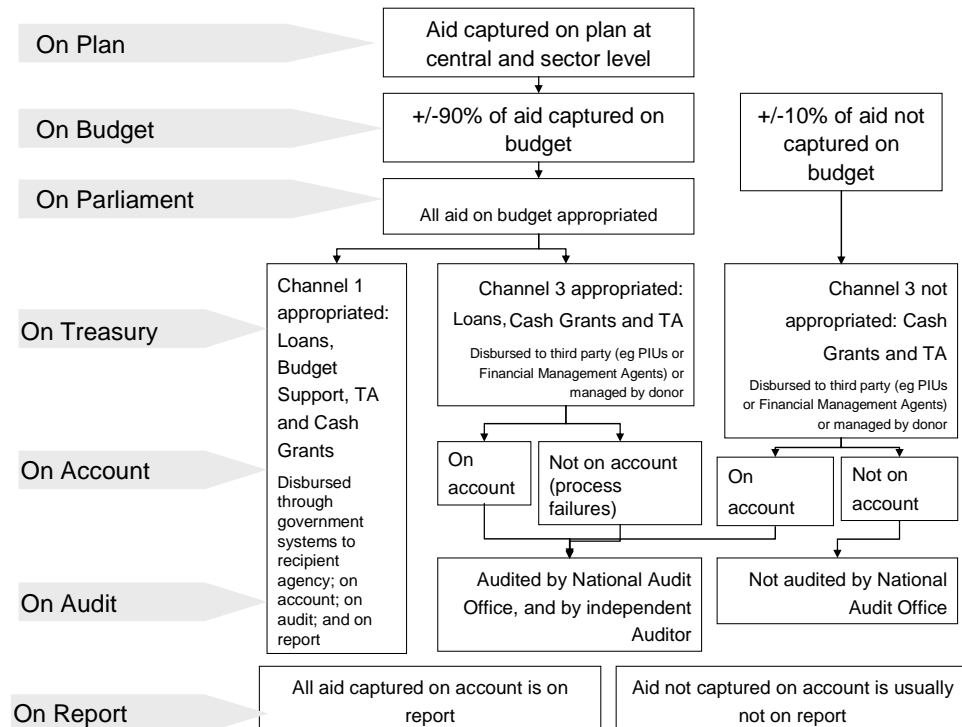 On Plan
Aid captured on plan at
central and sector level
On Budget
+/-90% of aid captured on
budget
+/-10% of aid not
captured on
budget
On Parliament
All aid on budget appropriated
On Treasury
Channel 1
appropriated:
Loans,
Budget
Support, TA
and Cash
Grants
Disbursed
through
government
systems to
recipient
agency; on
account; on
audit; and on
report
Channel 3 appropriated:
Loans, Cash Grants and TA
Disbursed to third party (eg PIUs or
Financial Management Agents) or
managed by donor
Channel 3 not
appropriated: Cash
Grants and TA
Disbursed to third party (eg PIUs
or Financial Management Agents)
or managed by donor
On Account
On
account
Not on account
(process
failures)
On
account
Not on
account
On Audit
Audited by National Audit
Office, and by independent
Auditor
Not audited by National
Audit Office
On Report
All aid captured on account is on
report
Aid not captured on account is usually
not on report